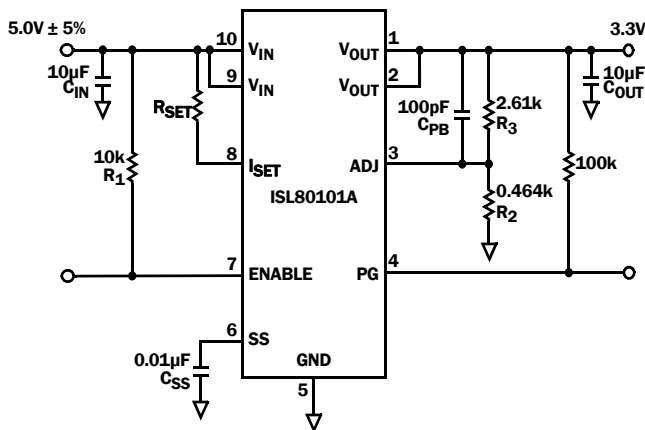 5.0V ± 5%
10µF
CIN
10k
R1
RSET
10
VIN
9
VIN
8
ISET
7
ENABLE
6
SS
0.01µF
CSS
ISL80101A
GND
5
VOUT
1
VOUT
2
ADJ
3
PG
4
100pF
CPB
2.61k
R3
0.464k
R2
100k
3.3V
10µF
COUT